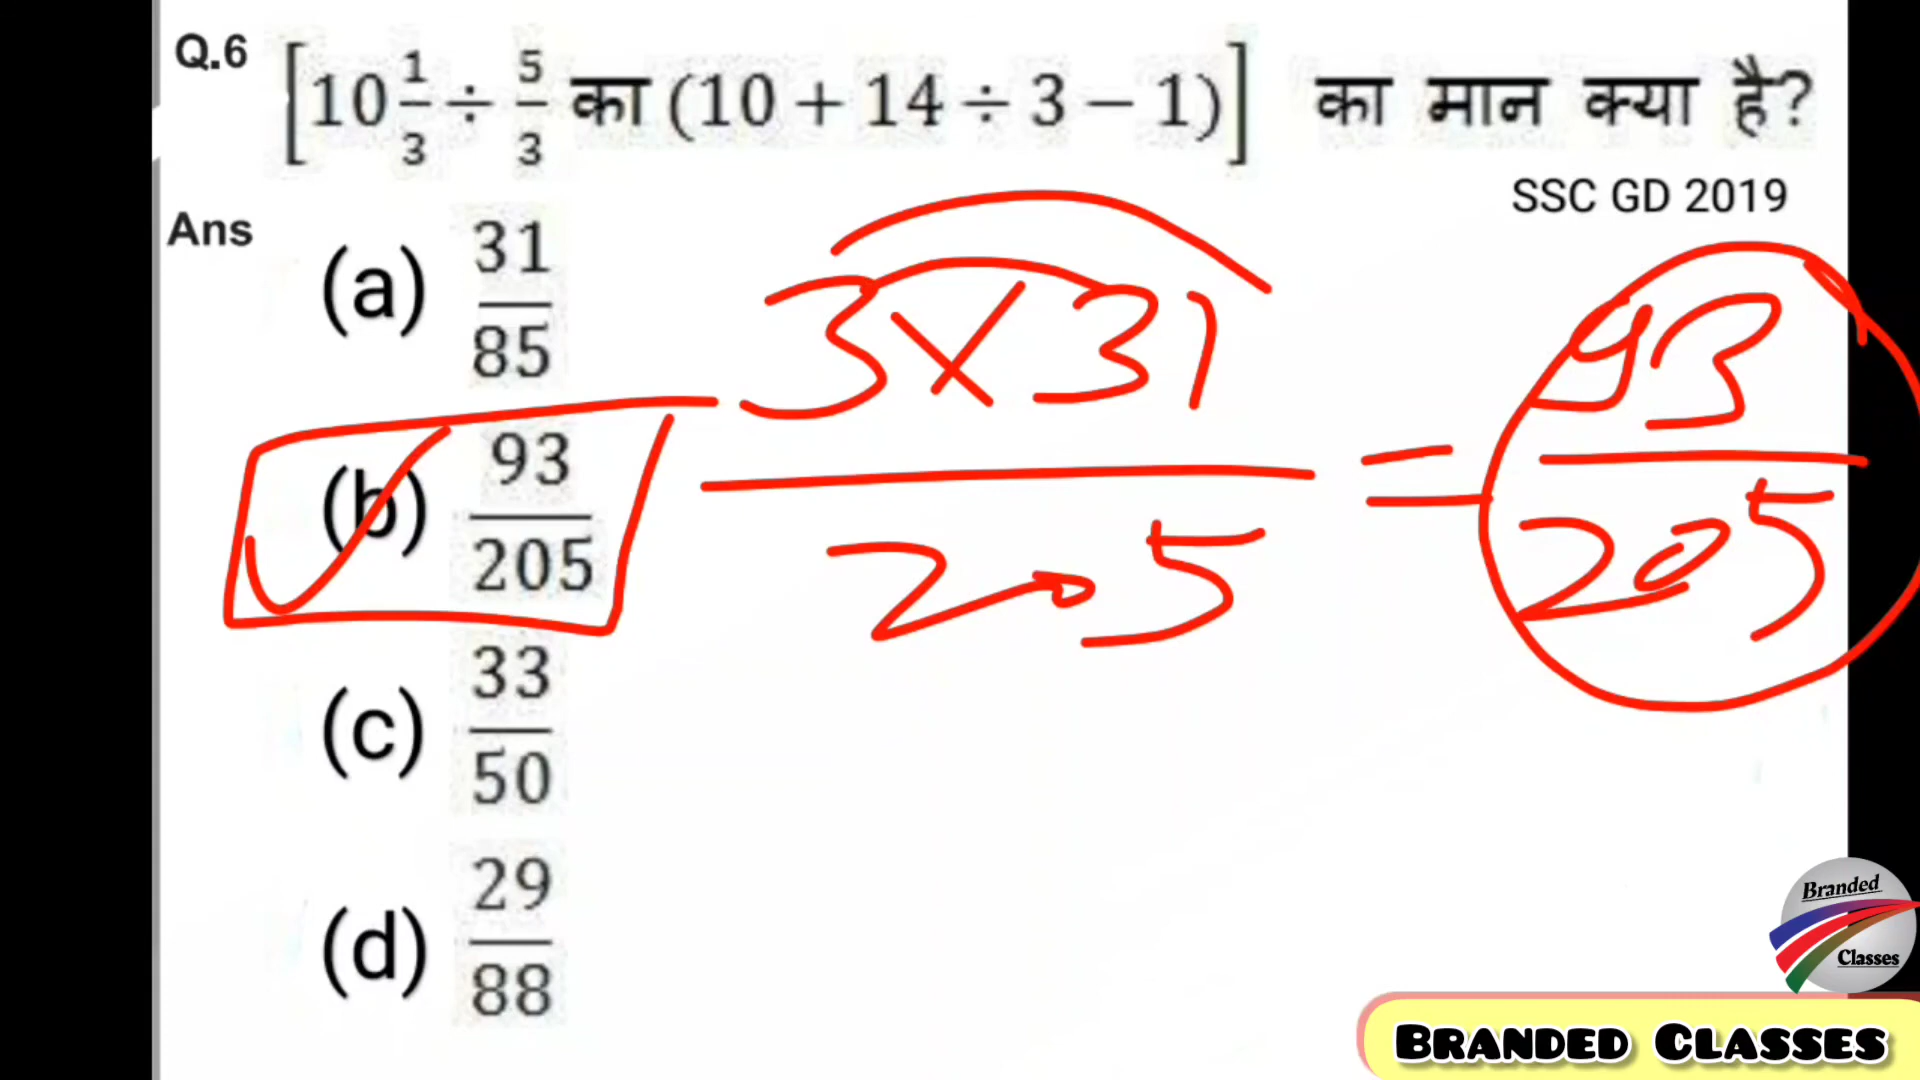 Q.6 [10 1/3 ÷ 5/3 का (10 + 14 ÷ 3 − 1)] का मान क्या है?
SSC GD 2019
Ans
(a) 31/85
(b) 93/205
(c) 33/50
(d) 29/88
3 × 31 / 205 = 93 / 205
Branded
Classes
BRANDED CLASSES